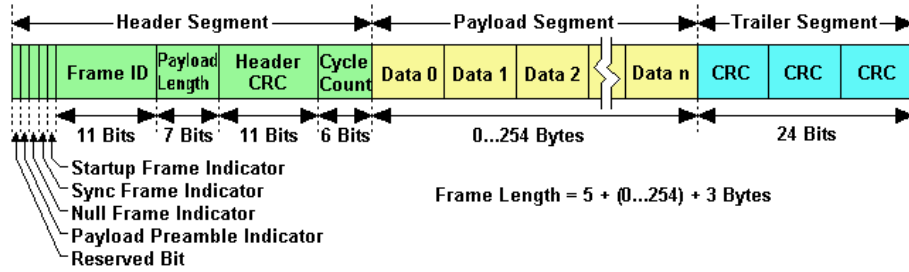 Header Segment Payload Segment Trailer Segment
Frame ID Payload Length Header CRC Cycle Count Data 0 Data 1 Data 2 Data n CRC CRC CRC
11 Bits 7 Bits 11 Bits 6 Bits 0...254 Bytes 24 Bits
Startup Frame Indicator
Sync Frame Indicator
Null Frame Indicator
Frame Length = 5 + (0...254) + 3 Bytes
Payload Preamble Indicator
Reserved Bit